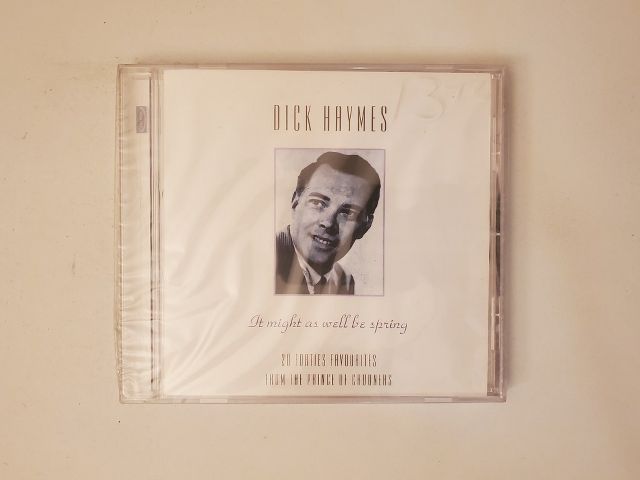 DICK HAYMES
It might as well be spring
20 FORTIES FAVOURITES
FROM THE PRINCE OF CROONERS